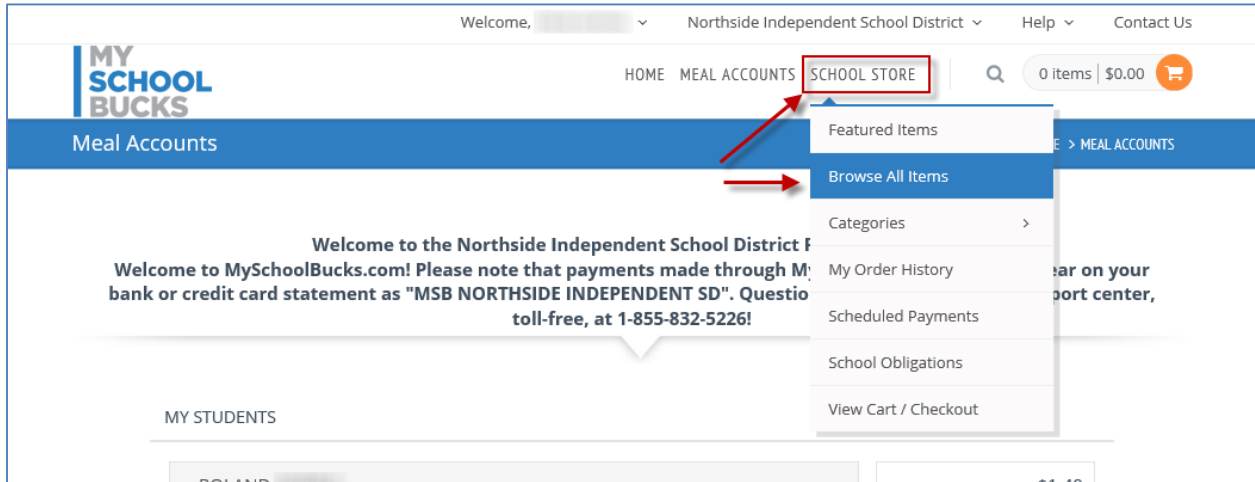 Welcome,
Northside Independent School District
Help
Contact Us
MY
SCHOOL
BUCKS
HOME MEAL ACCOUNTS SCHOOL STORE
0 items | $0.00
Meal Accounts
> MEAL ACCOUNTS
Featured Items
Browse All Items
Categories >
My Order History
Scheduled Payments
School Obligations
View Cart / Checkout
Welcome to the Northside Independent School District
Welcome to MySchoolBucks.com! Please note that payments made through on your
bank or credit card statement as "MSB NORTHSIDE INDEPENDENT SD". center,
toll-free, at 1-855-832-5226!
MY STUDENTS